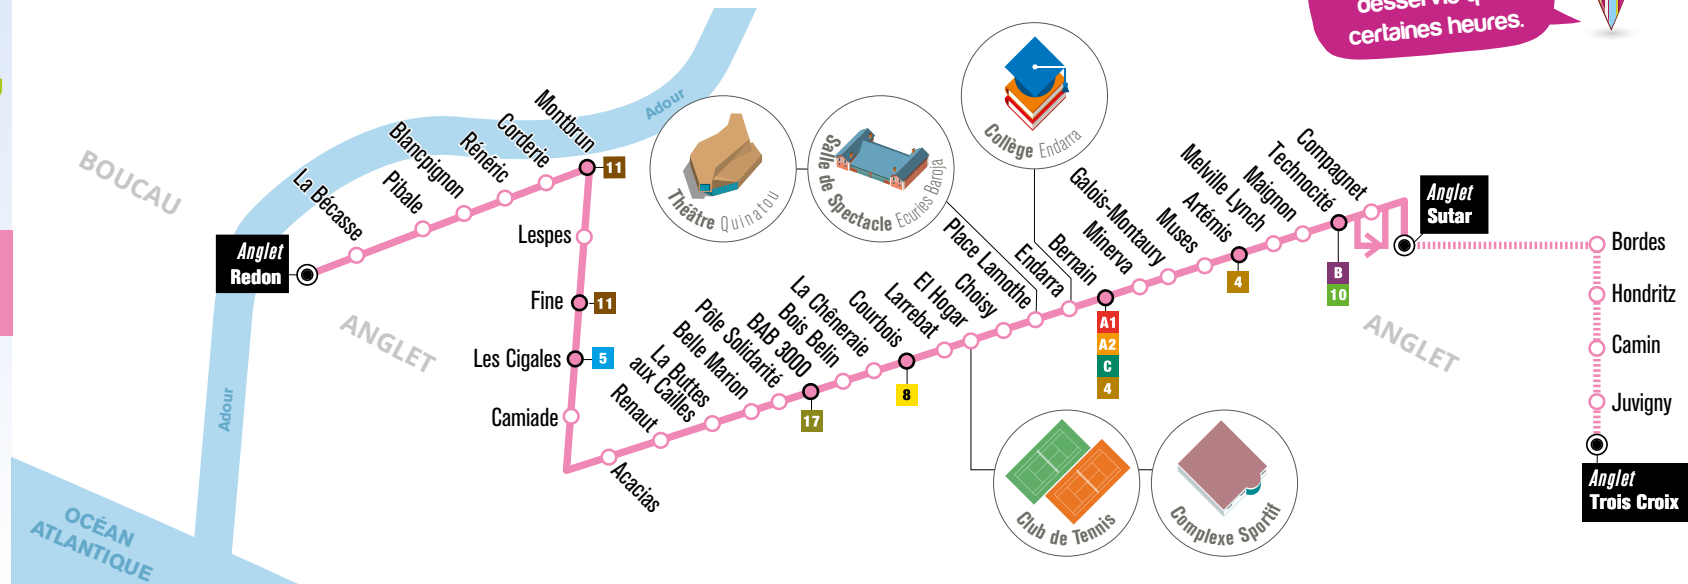 certaines heures.
BOUCAU
ANGLET
Adour
Adour
OCÉAN
ATLANTIQUE
Anglet
Redon
La Bécasse
Pibale
Blancpignon
Rénéric
Corderie
Montbrun
11
Lespes
Fine
11
Les Cigales
5
Camiade
Acacias
Renaut
La Buttes
aux Cailles
Belle Marion
Pôle Solidarité
BAB 3000
17
Bois Belin
La Chêneraie
Courbois
8
Larrebat
El Hogar
Choisy
Place Lamothe
Endarra
Bernain
A1
A2
C
4
Minerva
Galois-Montaury
Muses
Artémis
4
Melville Lynch
Maignon
Technocité
B
10
Compagnet
Anglet
Sutar
Bordes
Hondritz
Camin
Juvigny
Anglet
Trois Croix
ANGLET
Théâtre Quinatou
Salle de Spectacle Ecuries Baroja
Collège Endarra
Club de Tennis
Complexe Sportif